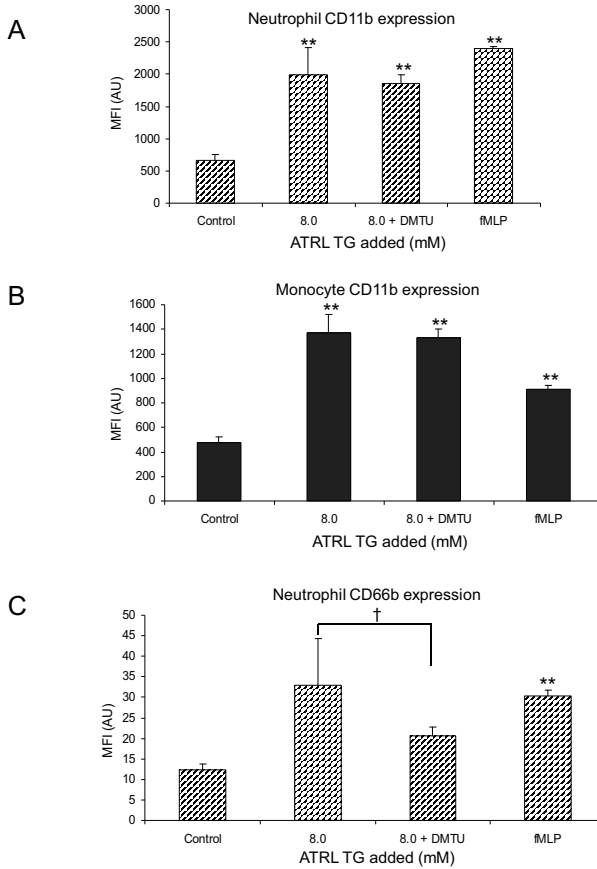 A
Neutrophil CD11b expression
MFI (AU)
3000
2500
2000
1500
1000
500
0
**
**
**
Control
8.0
8.0 + DMTU
fMLP
ATRL TG added (mM)
B
Monocyte CD11b expression
MFI (AU)
1600
1400
1200
1000
800
600
400
200
0
**
**
**
Control
8.0
8.0 + DMTU
fMLP
ATRL TG added (mM)
C
Neutrophil CD66b expression
MFI (AU)
50
45
40
35
30
25
20
15
10
5
0
†
**
Control
8.0
8.0 + DMTU
fMLP
ATRL TG added (mM)